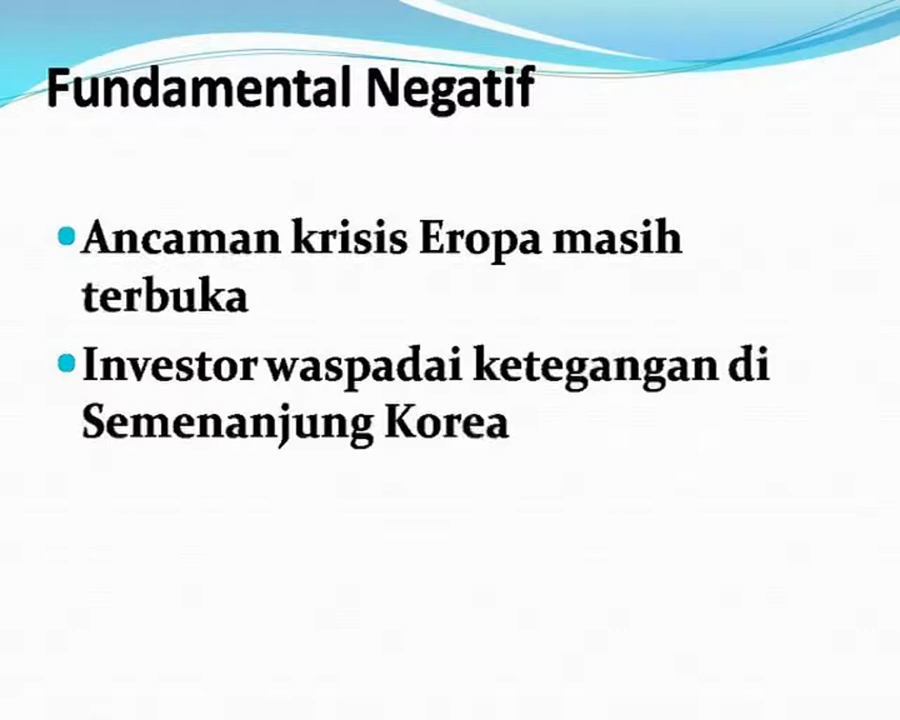 Fundamental Negatif
•Ancaman krisis Eropa masih
terbuka
•Investor waspadai ketegangan di
Semenanjung Korea